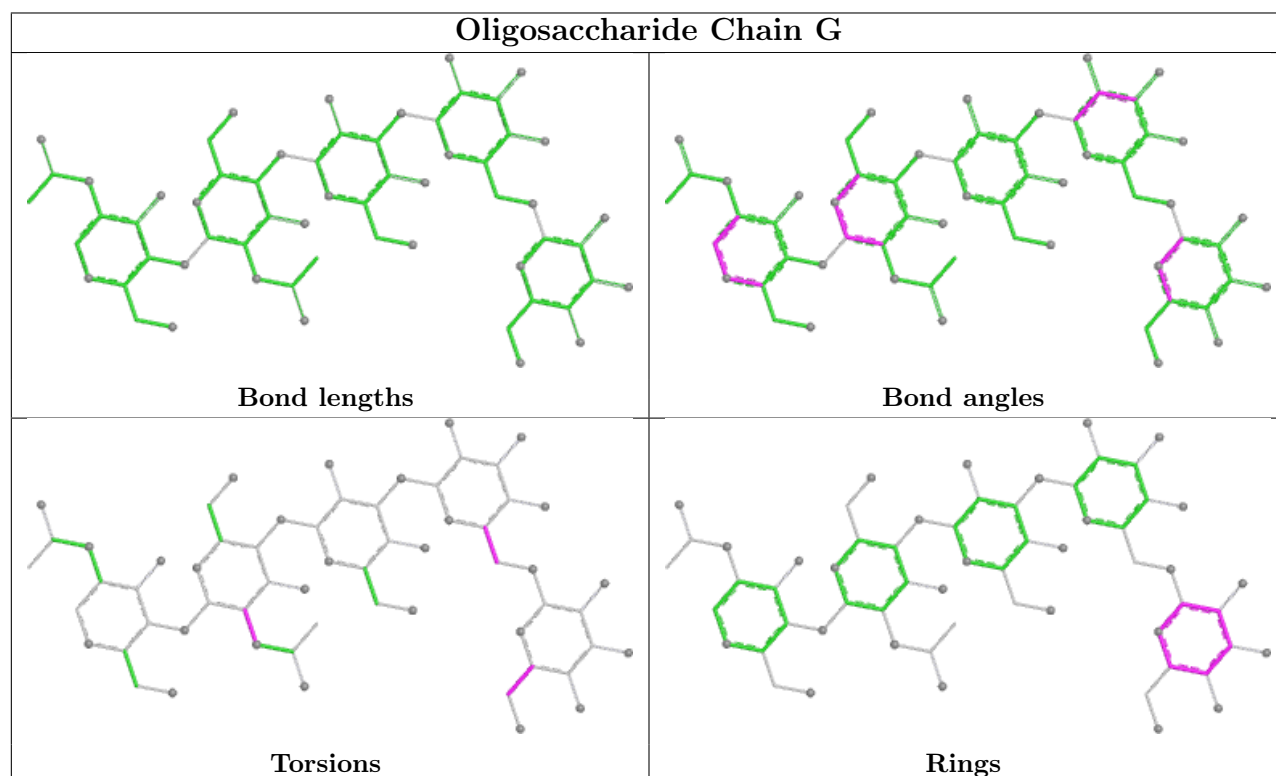 Oligosaccharide Chain G
Bond lengths
Bond angles
Torsions
Rings